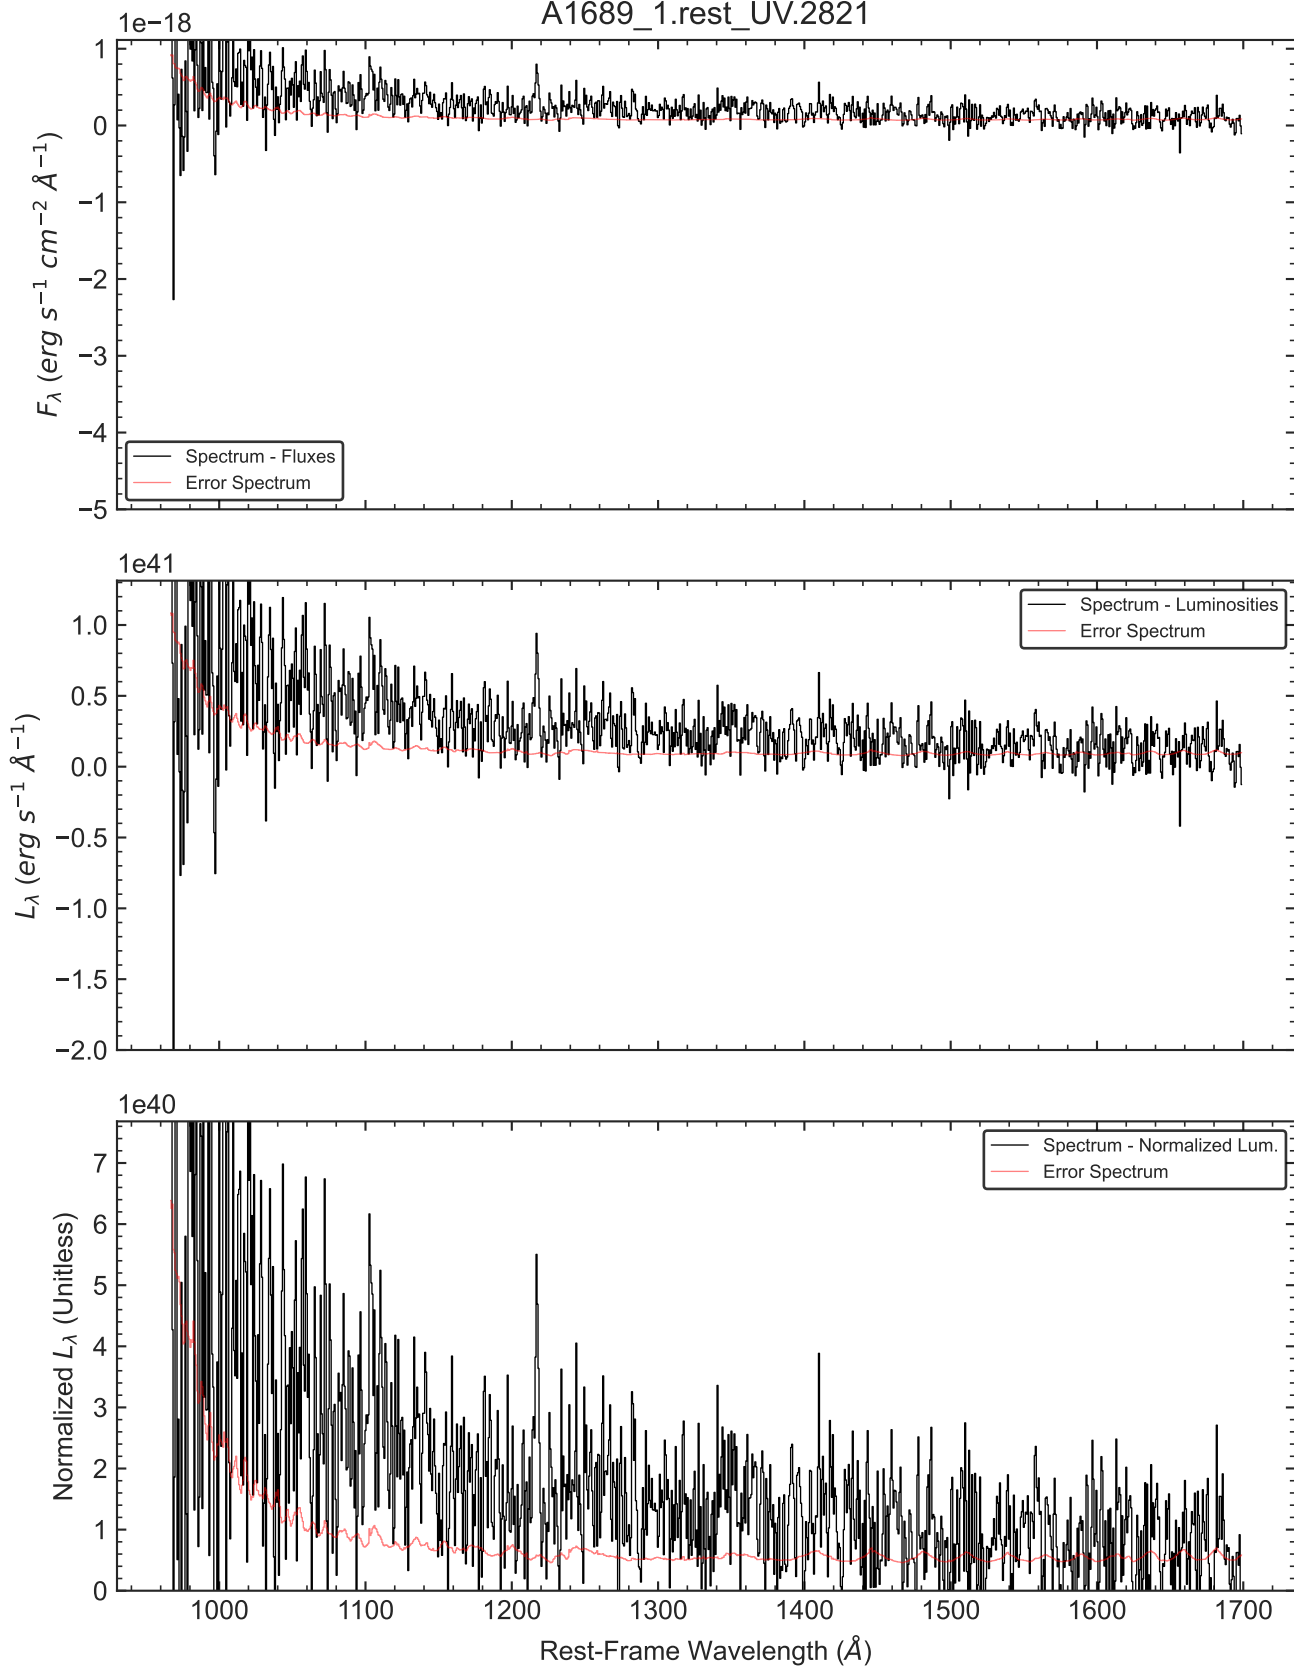 A1689_1.rest_UV.2821
1e−18
1
0
−1
−2
−3
−4
−5
F_λ (erg s⁻¹ cm⁻² Å⁻¹)
Spectrum - Fluxes
Error Spectrum
1e41
1.0
0.5
0.0
−0.5
−1.0
−1.5
−2.0
L_λ (erg s⁻¹ Å⁻¹)
Spectrum - Luminosities
Error Spectrum
1e40
7
6
5
4
3
2
1
0
Normalized L_λ (Unitless)
Spectrum - Normalized Lum.
Error Spectrum
1000 1100 1200 1300 1400 1500 1600 1700
Rest-Frame Wavelength (Å)